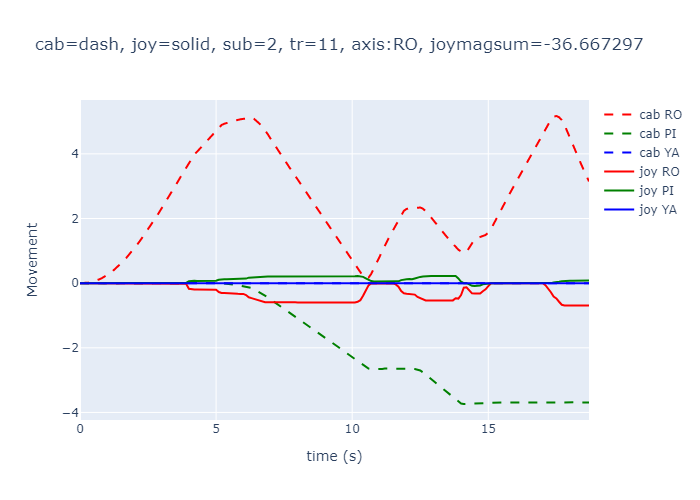 cab=dash, joy=solid, sub=2, tr=11, axis:RO, joymagsum=-36.667297
cab RO
cab PI
cab YA
joy RO
joy PI
joy YA
4
2
0
−2
−4
Movement
0
5
10
15
time (s)